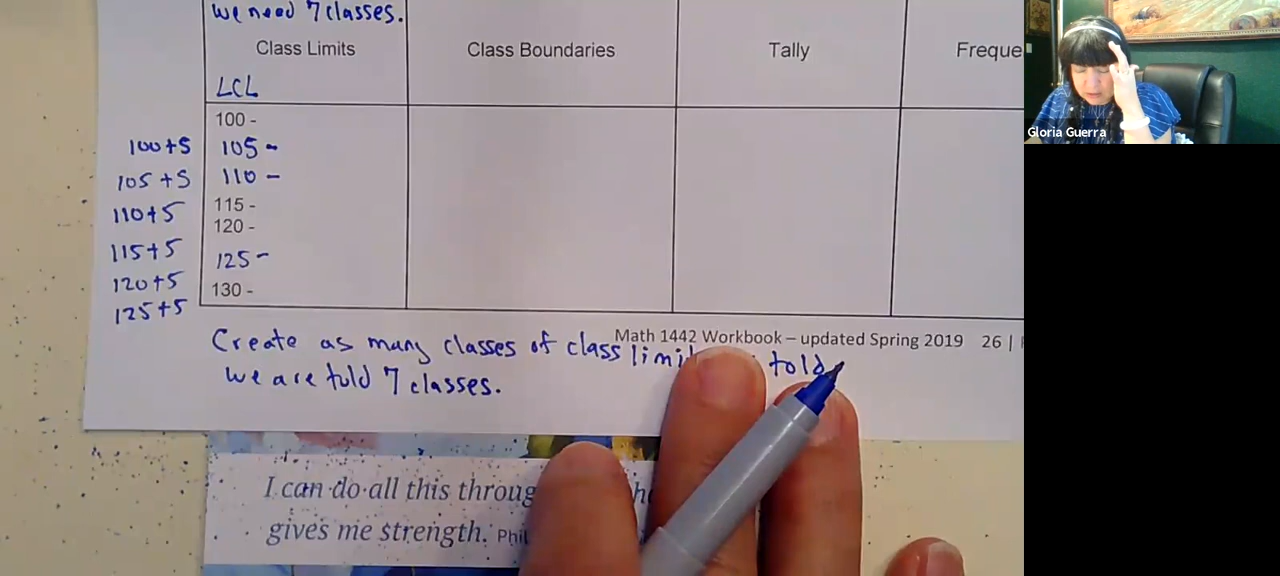 we need 7 classes.
Class Limits
Class Boundaries
Tally
Freque
LCL
100 -
100+5 105 -
105 +5 110 -
110+5 115 -
120 -
115+5
125 -
120+5
130 -
125+5
Math 1442 Workbook – updated Spring 2019 26 |
Create as many classes of class limi told
we are told 7 classes.
I can do all this throug
gives me strength. Phil
Gloria Guerra